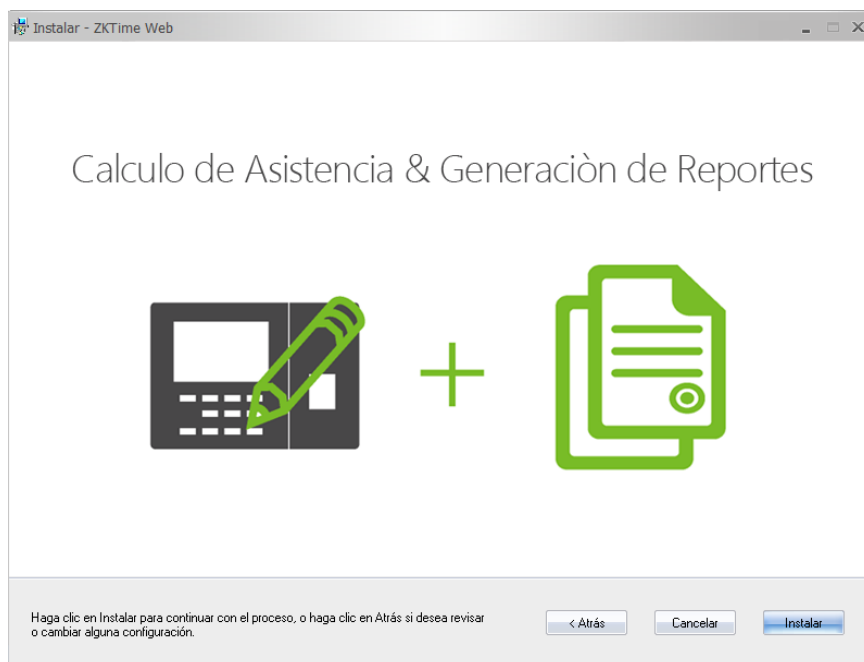 Instalar - ZKTime Web
Calculo de Asistencia & Generaciòn de Reportes
Haga clic en Instalar para continuar con el proceso, o haga clic en Atrás si desea revisar
o cambiar alguna configuración.
< Atrás
Cancelar
Instalar